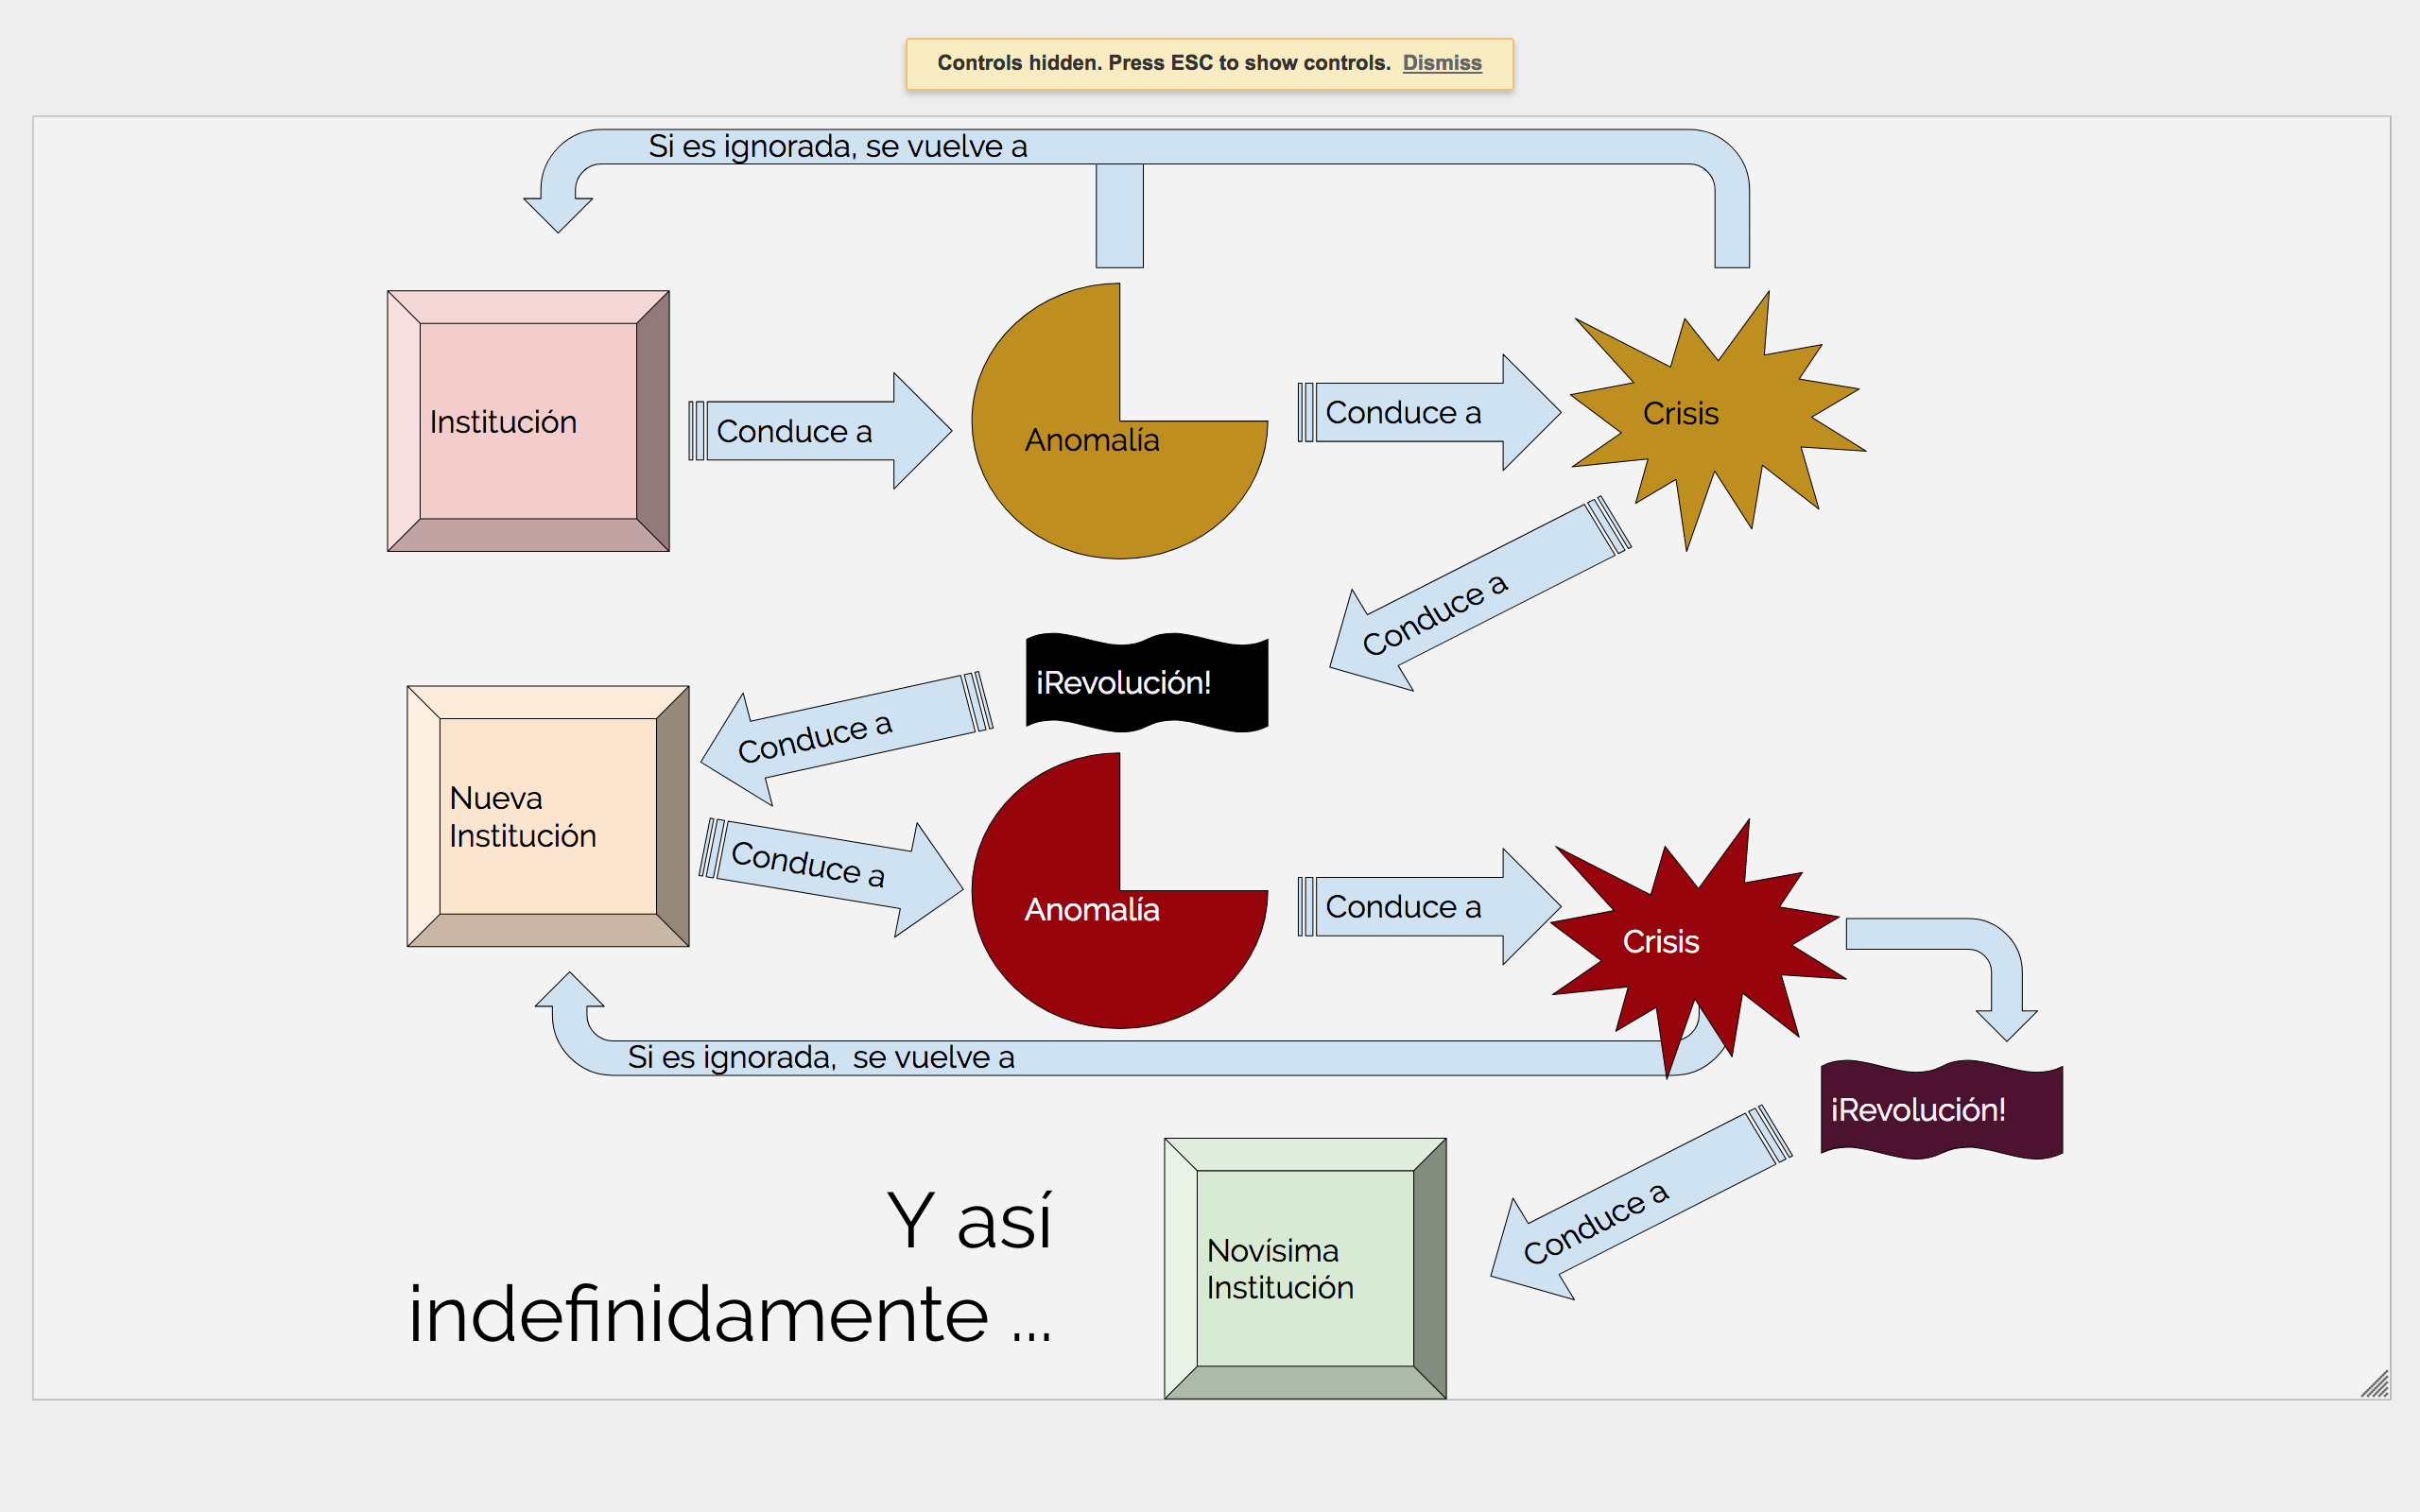 Controls hidden. Press ESC to show controls. Dismiss
Si es ignorada, se vuelve a
Institución
Conduce a
Anomalía
Conduce a
Crisis
Conduce a
¡Revolución!
Conduce a
Nueva
Institución
Conduce a
Anomalía
Conduce a
Crisis
Si es ignorada, se vuelve a
¡Revolución!
Conduce a
Novísima
Institución
Y así
indefinidamente ...